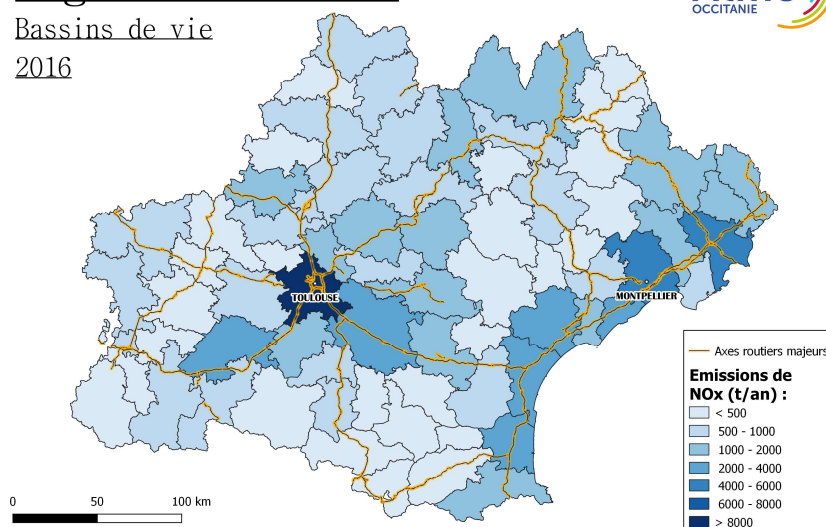 Bassins de vie
2016
OCCITANIE
TOULOUSE
MONTPELLIER
Axes routiers majeurs
Emissions de
NOx (t/an) :
< 500
500 - 1000
1000 - 2000
2000 - 4000
4000 - 6000
6000 - 8000
> 8000
0 50 100 km